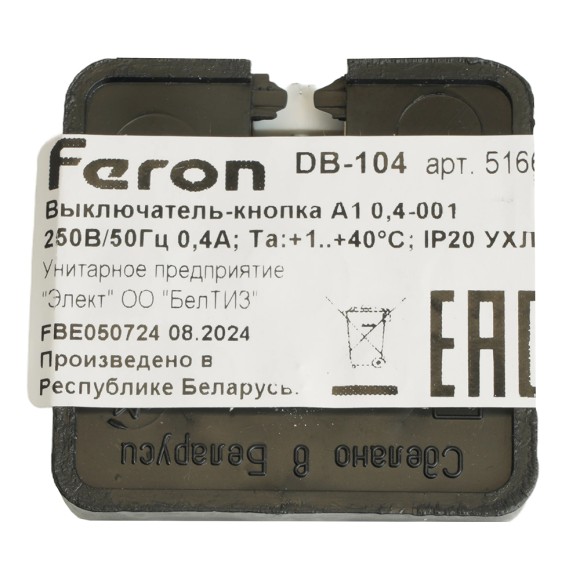 Feron DB-104 арт. 5166
Выключатель-кнопка А1 0,4-001
250В/50Гц 0,4А; Та:+1..+40°С; IP20 УХЛ
Унитарное предприятие
"Элект" ОО "БелТИЗ"
FBE050724 08.2024
Произведено в
Республике Беларусь.
EAC
Сделано в Беларуси